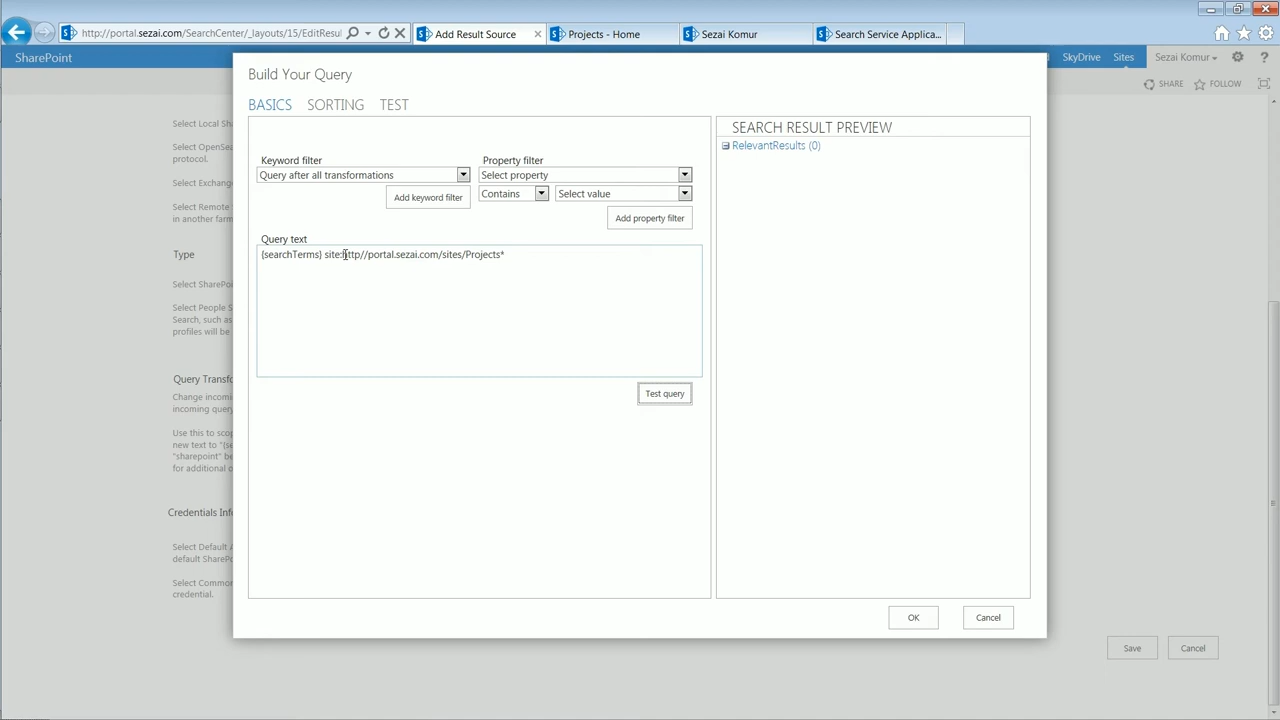 http://portal.sezai.com/SearchCenter/_layouts/15/EditResul
Add Result Source
Projects - Home
Sezai Komur
Search Service Applica...
SharePoint
SkyDrive
Sites
Sezai Komur
SHARE
FOLLOW
Build Your Query
BASICS
SORTING
TEST
SEARCH RESULT PREVIEW
RelevantResults (0)
Keyword filter
Property filter
Query after all transformations
Select property
Add keyword filter
Contains
Select value
Add property filter
Query text
{searchTerms} site:http//portal.sezai.com/sites/Projects*
Test query
OK
Cancel
Select Local Sha
Select OpenSea
protocol.
Select Exchange
Select Remote
in another farm
Type
Select SharePoi
Select People S
Search, such as
profiles will be
Query Transfo
Change incomi
incoming query
Use this to scop
new text to "{se
"sharepoint" be
for additional o
Credentials Info
Select Default A
default SharePo
Select Common
credential.
Save
Cancel